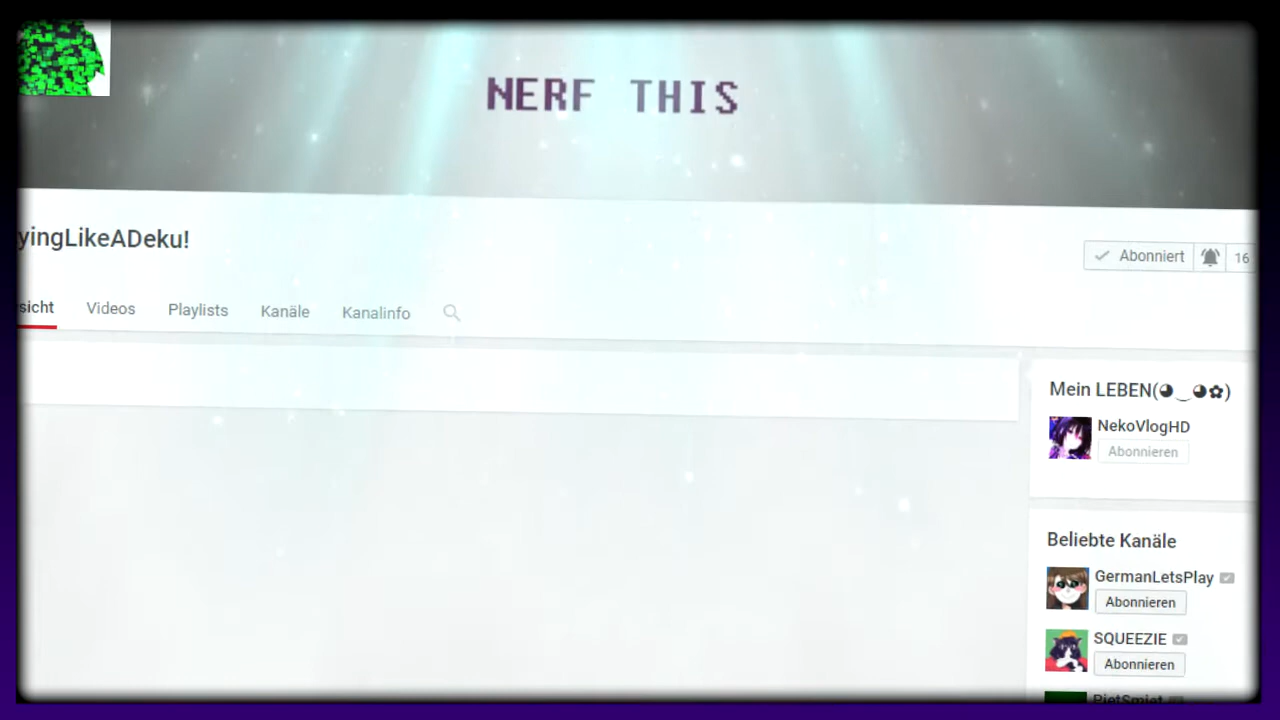 NERF THIS
yingLikeADeku!
Abonniert 16
sicht Videos Playlists Kanäle Kanalinfo
Mein LEBEN(◕‿◕✿)
NekoVlogHD
Abonnieren
Beliebte Kanäle
GermanLetsPlay
Abonnieren
SQUEEZIE
Abonnieren
PietSmiet